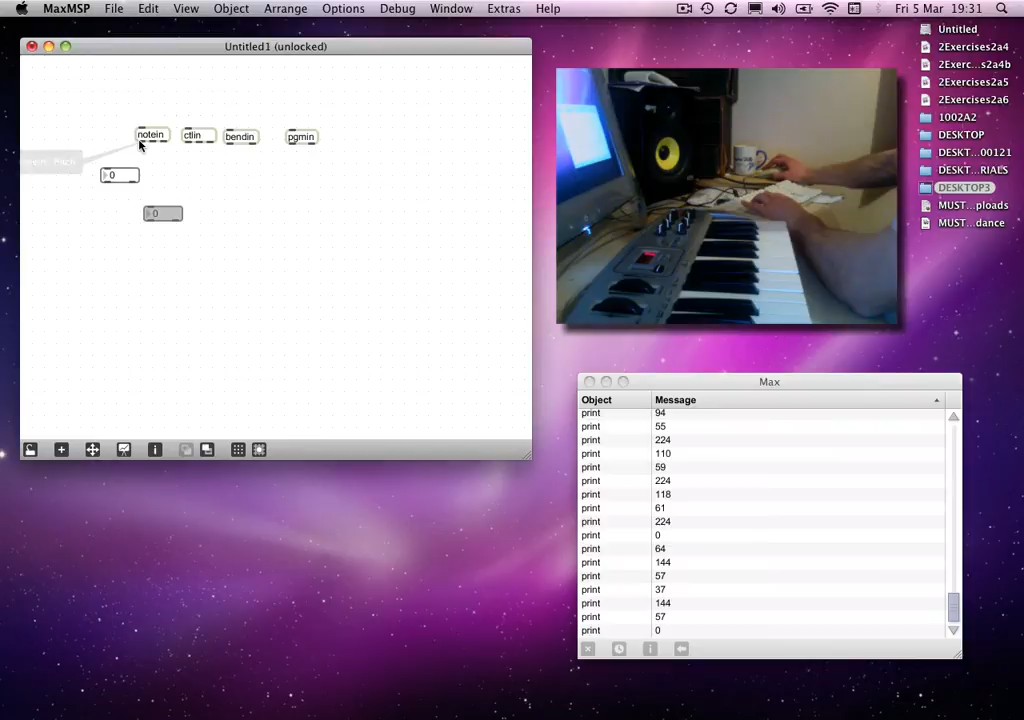 MaxMSP File Edit View Object Arrange Options Debug Window Extras Help Fri 5 Mar 19:31
Untitled1 (unlocked)
notein ctlin bendin pgmin
Pitch
0
0
Untitled
2Exercises2a4
2Exerc...s2a4b
2Exercises2a5
2Exercises2a6
1002A2
DESKTOP
DESKT...00121
DEskT...RIALS
DESKTOP3
MUST...ploads
MUST...dance
Max
Object Message
print 94
print 55
print 224
print 110
print 59
print 224
print 118
print 61
print 224
print 0
print 64
print 144
print 57
print 37
print 144
print 57
print 0